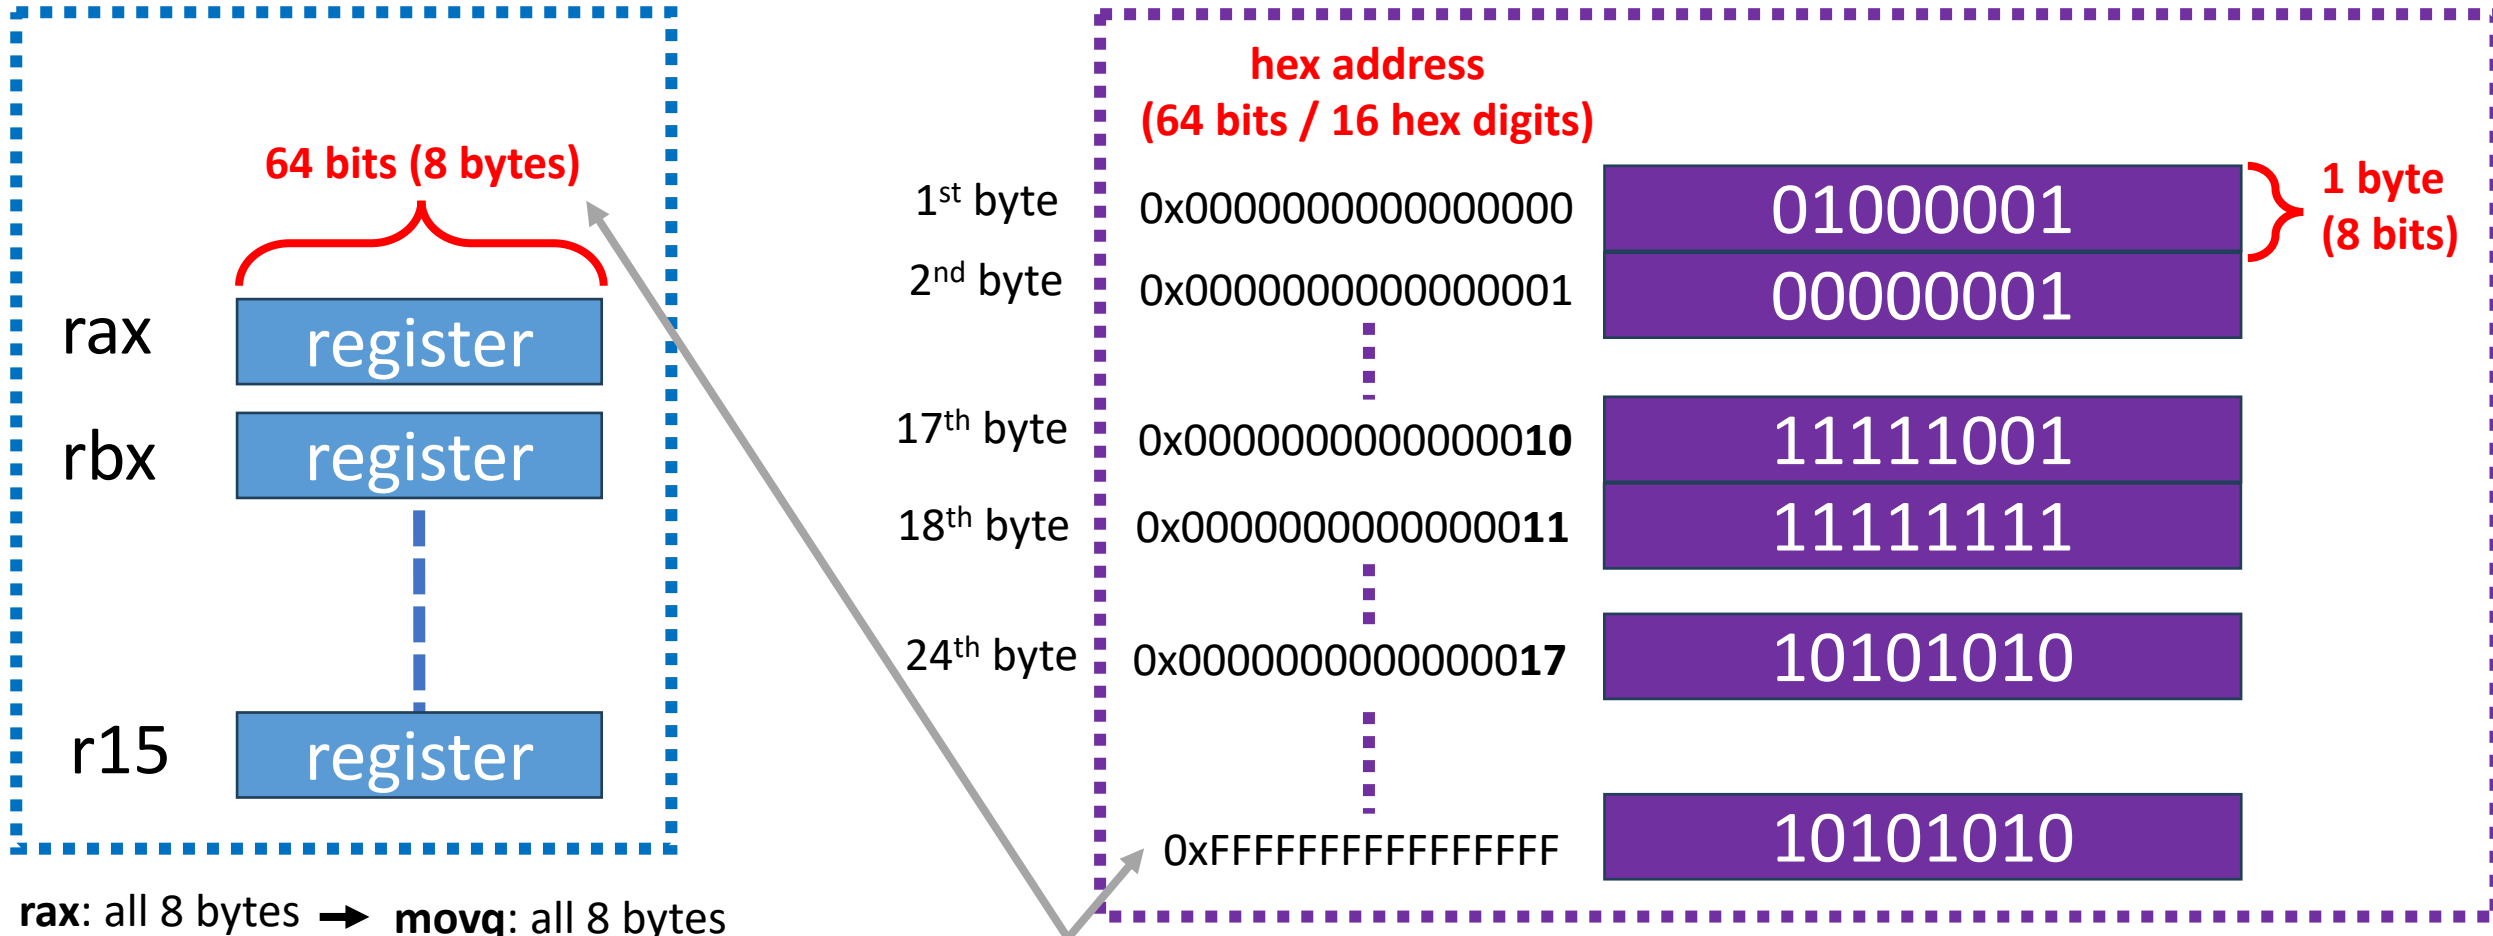 64 bits (8 bytes)
rax register
rbx register
r15 register
rax: all 8 bytes → movq: all 8 bytes
hex address
(64 bits / 16 hex digits)
1st byte 0x0000000000000000 01000001
2nd byte 0x0000000000000001 00000001
1 byte
(8 bits)
17th byte 0x0000000000000010 11111001
18th byte 0x0000000000000011 11111111
24th byte 0x0000000000000017 10101010
0xFFFFFFFFFFFFFFFF 10101010